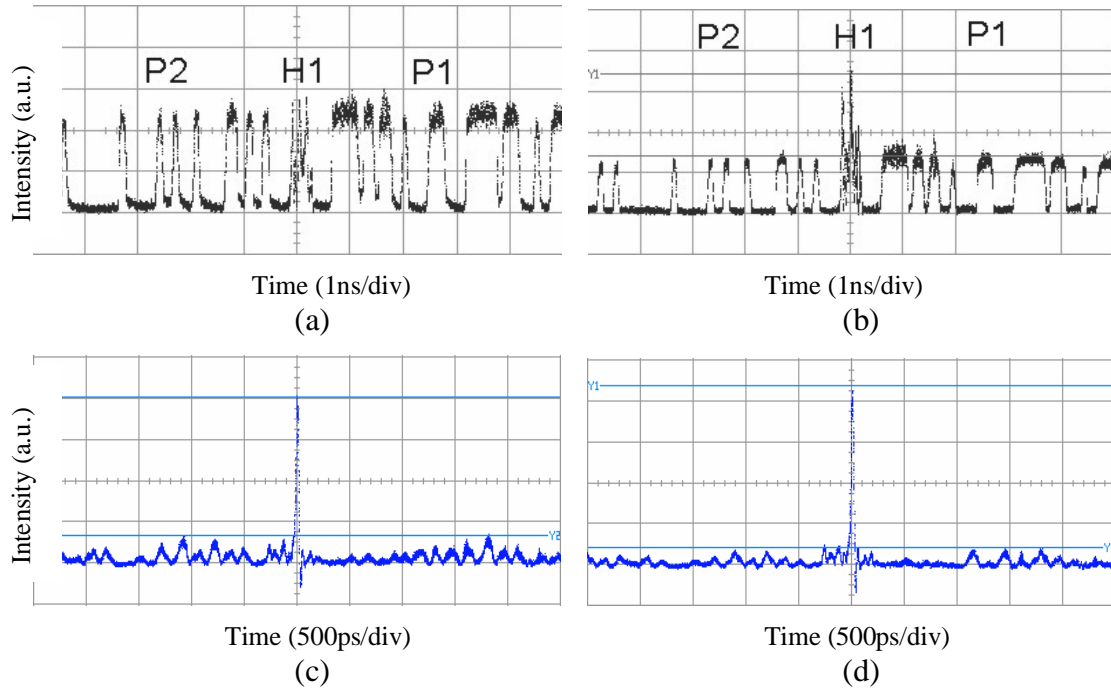 P2 H1 P1
P2 H1 P1
Y1
Intensity (a.u.)
Time (1ns/div)
Time (1ns/div)
(a)
(b)
Y1
Intensity (a.u.)
Time (500ps/div)
Time (500ps/div)
(c)
(d)